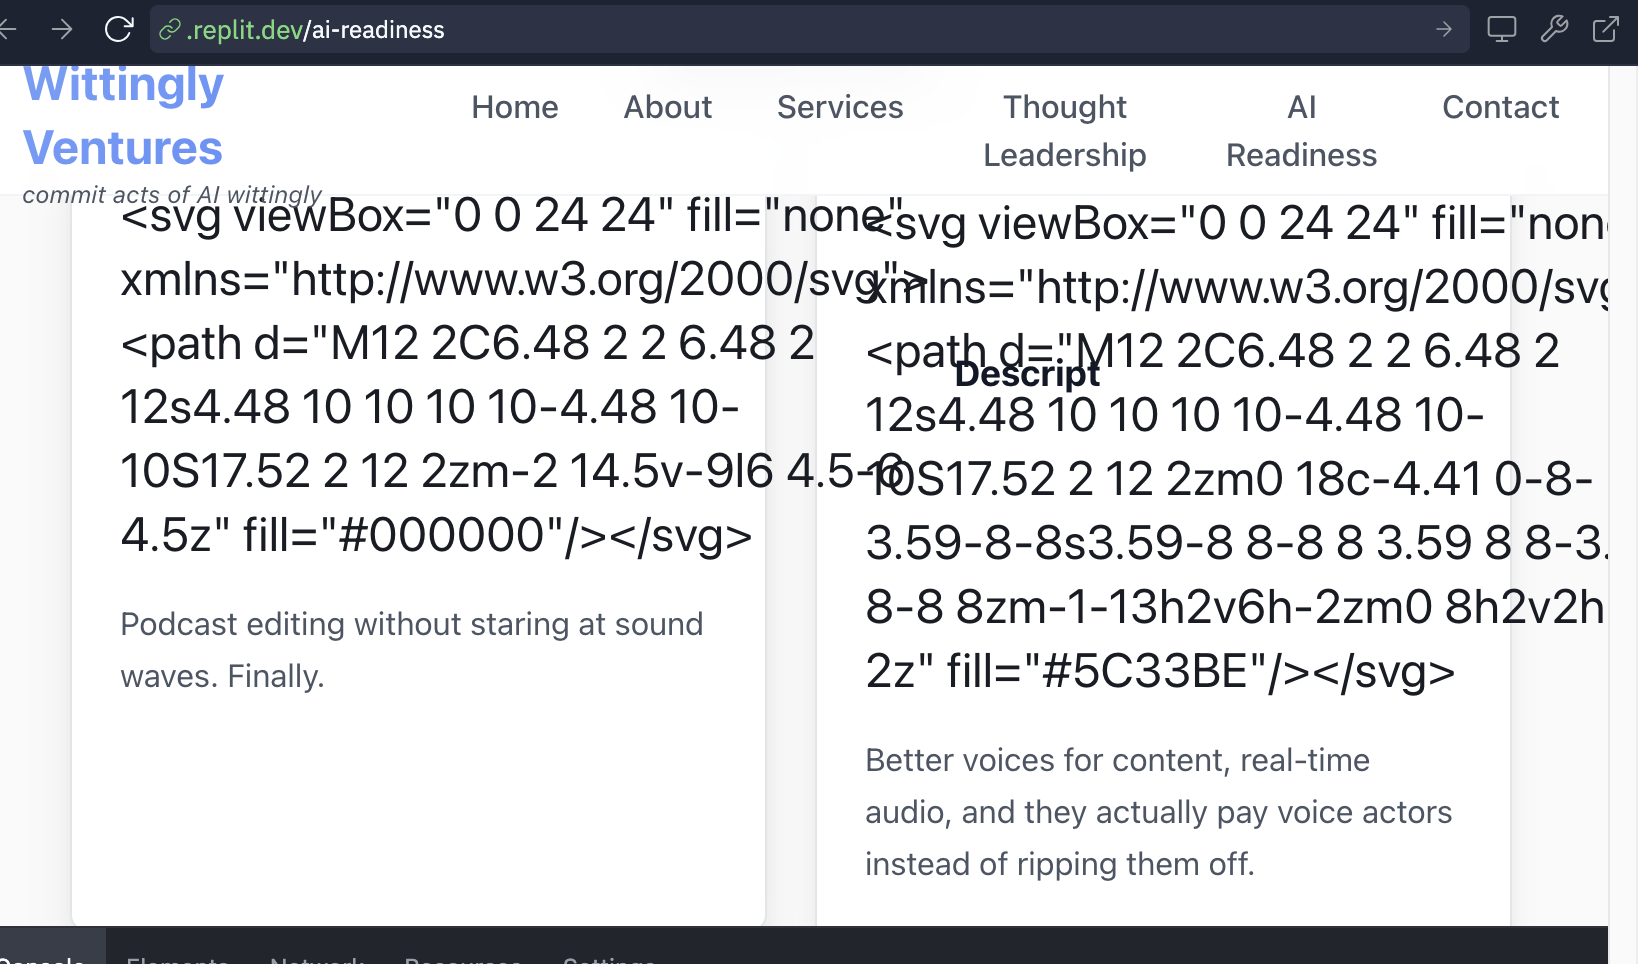 .replit.dev/ai-readiness
Wittingly
Ventures
commit acts of AI wittingly
Home
About
Services
Thought
Leadership
AI
Readiness
Contact
<svg viewBox="0 0 24 24" fill="none"
xmlns="http://www.w3.org/2000/svg">
<path d="M12 2C6.48 2 2 6.48 2
12s4.48 10 10 10 10-4.48 10-
10S17.52 2 12 2zm-2 14.5v-9l6 4.5-6
4.5z" fill="#000000"/></svg>
Podcast editing without staring at sound
waves. Finally.
Descript
<svg viewBox="0 0 24 24" fill="non
xmlns="http://www.w3.org/2000/svg
<path d="M12 2C6.48 2 2 6.48 2
12s4.48 10 10 10 10-4.48 10-
10S17.52 2 12 2zm0 18c-4.41 0-8-
3.59-8-8s3.59-8 8-8 8 3.59 8 8-3.
8-8 8zm-1-13h2v6h-2zm0 8h2v2h
2z" fill="#5C33BE"/></svg>
Better voices for content, real-time
audio, and they actually pay voice actors
instead of ripping them off.
Console
Elements
Network
Resources
Settings